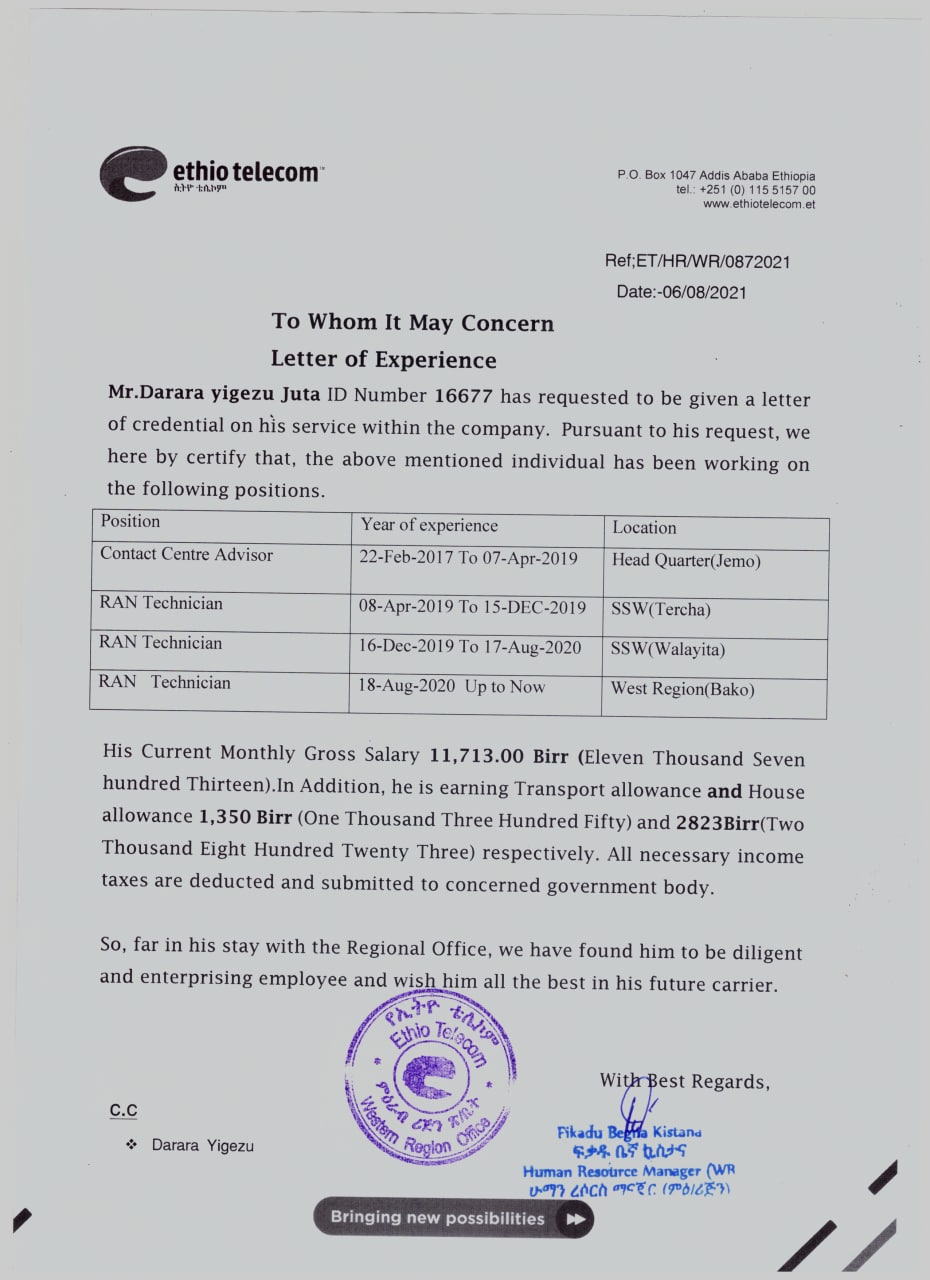 ethio telecom™
ኢትዮ ቴሌኮም
P.O. Box 1047 Addis Ababa Ethiopia
tel.: +251 (0) 115 5157 00
www.ethiotelecom.et
Ref;ET/HR/WR/0872021
Date:-06/08/2021
To Whom It May Concern
Letter of Experience
Mr.Darara yigezu Juta ID Number 16677 has requested to be given a letter
of credential on his service within the company. Pursuant to his request, we
here by certify that, the above mentioned individual has been working on
the following positions.
Position Year of experience Location
Contact Centre Advisor 22-Feb-2017 To 07-Apr-2019 Head Quarter(Jemo)
RAN Technician 08-Apr-2019 To 15-DEC-2019 SSW(Tercha)
RAN Technician 16-Dec-2019 To 17-Aug-2020 SSW(Walayita)
RAN Technician 18-Aug-2020 Up to Now West Region(Bako)
His Current Monthly Gross Salary 11,713.00 Birr (Eleven Thousand Seven
hundred Thirteen).In Addition, he is earning Transport allowance and House
allowance 1,350 Birr (One Thousand Three Hundred Fifty) and 2823Birr(Two
Thousand Eight Hundred Twenty Three) respectively. All necessary income
taxes are deducted and submitted to concerned government body.
So, far in his stay with the Regional Office, we have found him to be diligent
and enterprising employee and wish him all the best in his future carrier.
የኢትዮ ቴሌኮም
Ethio Telecom
ምዕራብ ሪጅን
Western Region Office
With Best Regards,
C.C
❖ Darara Yigezu
Fikadu Begna Kistana
ፍቃዱ ቤኛ ኪስታና
Human Resource Manager (WR
ሁማን ሪሶርስ ማናጀር (ምዕ/ሪጅን)
Bringing new possibilities